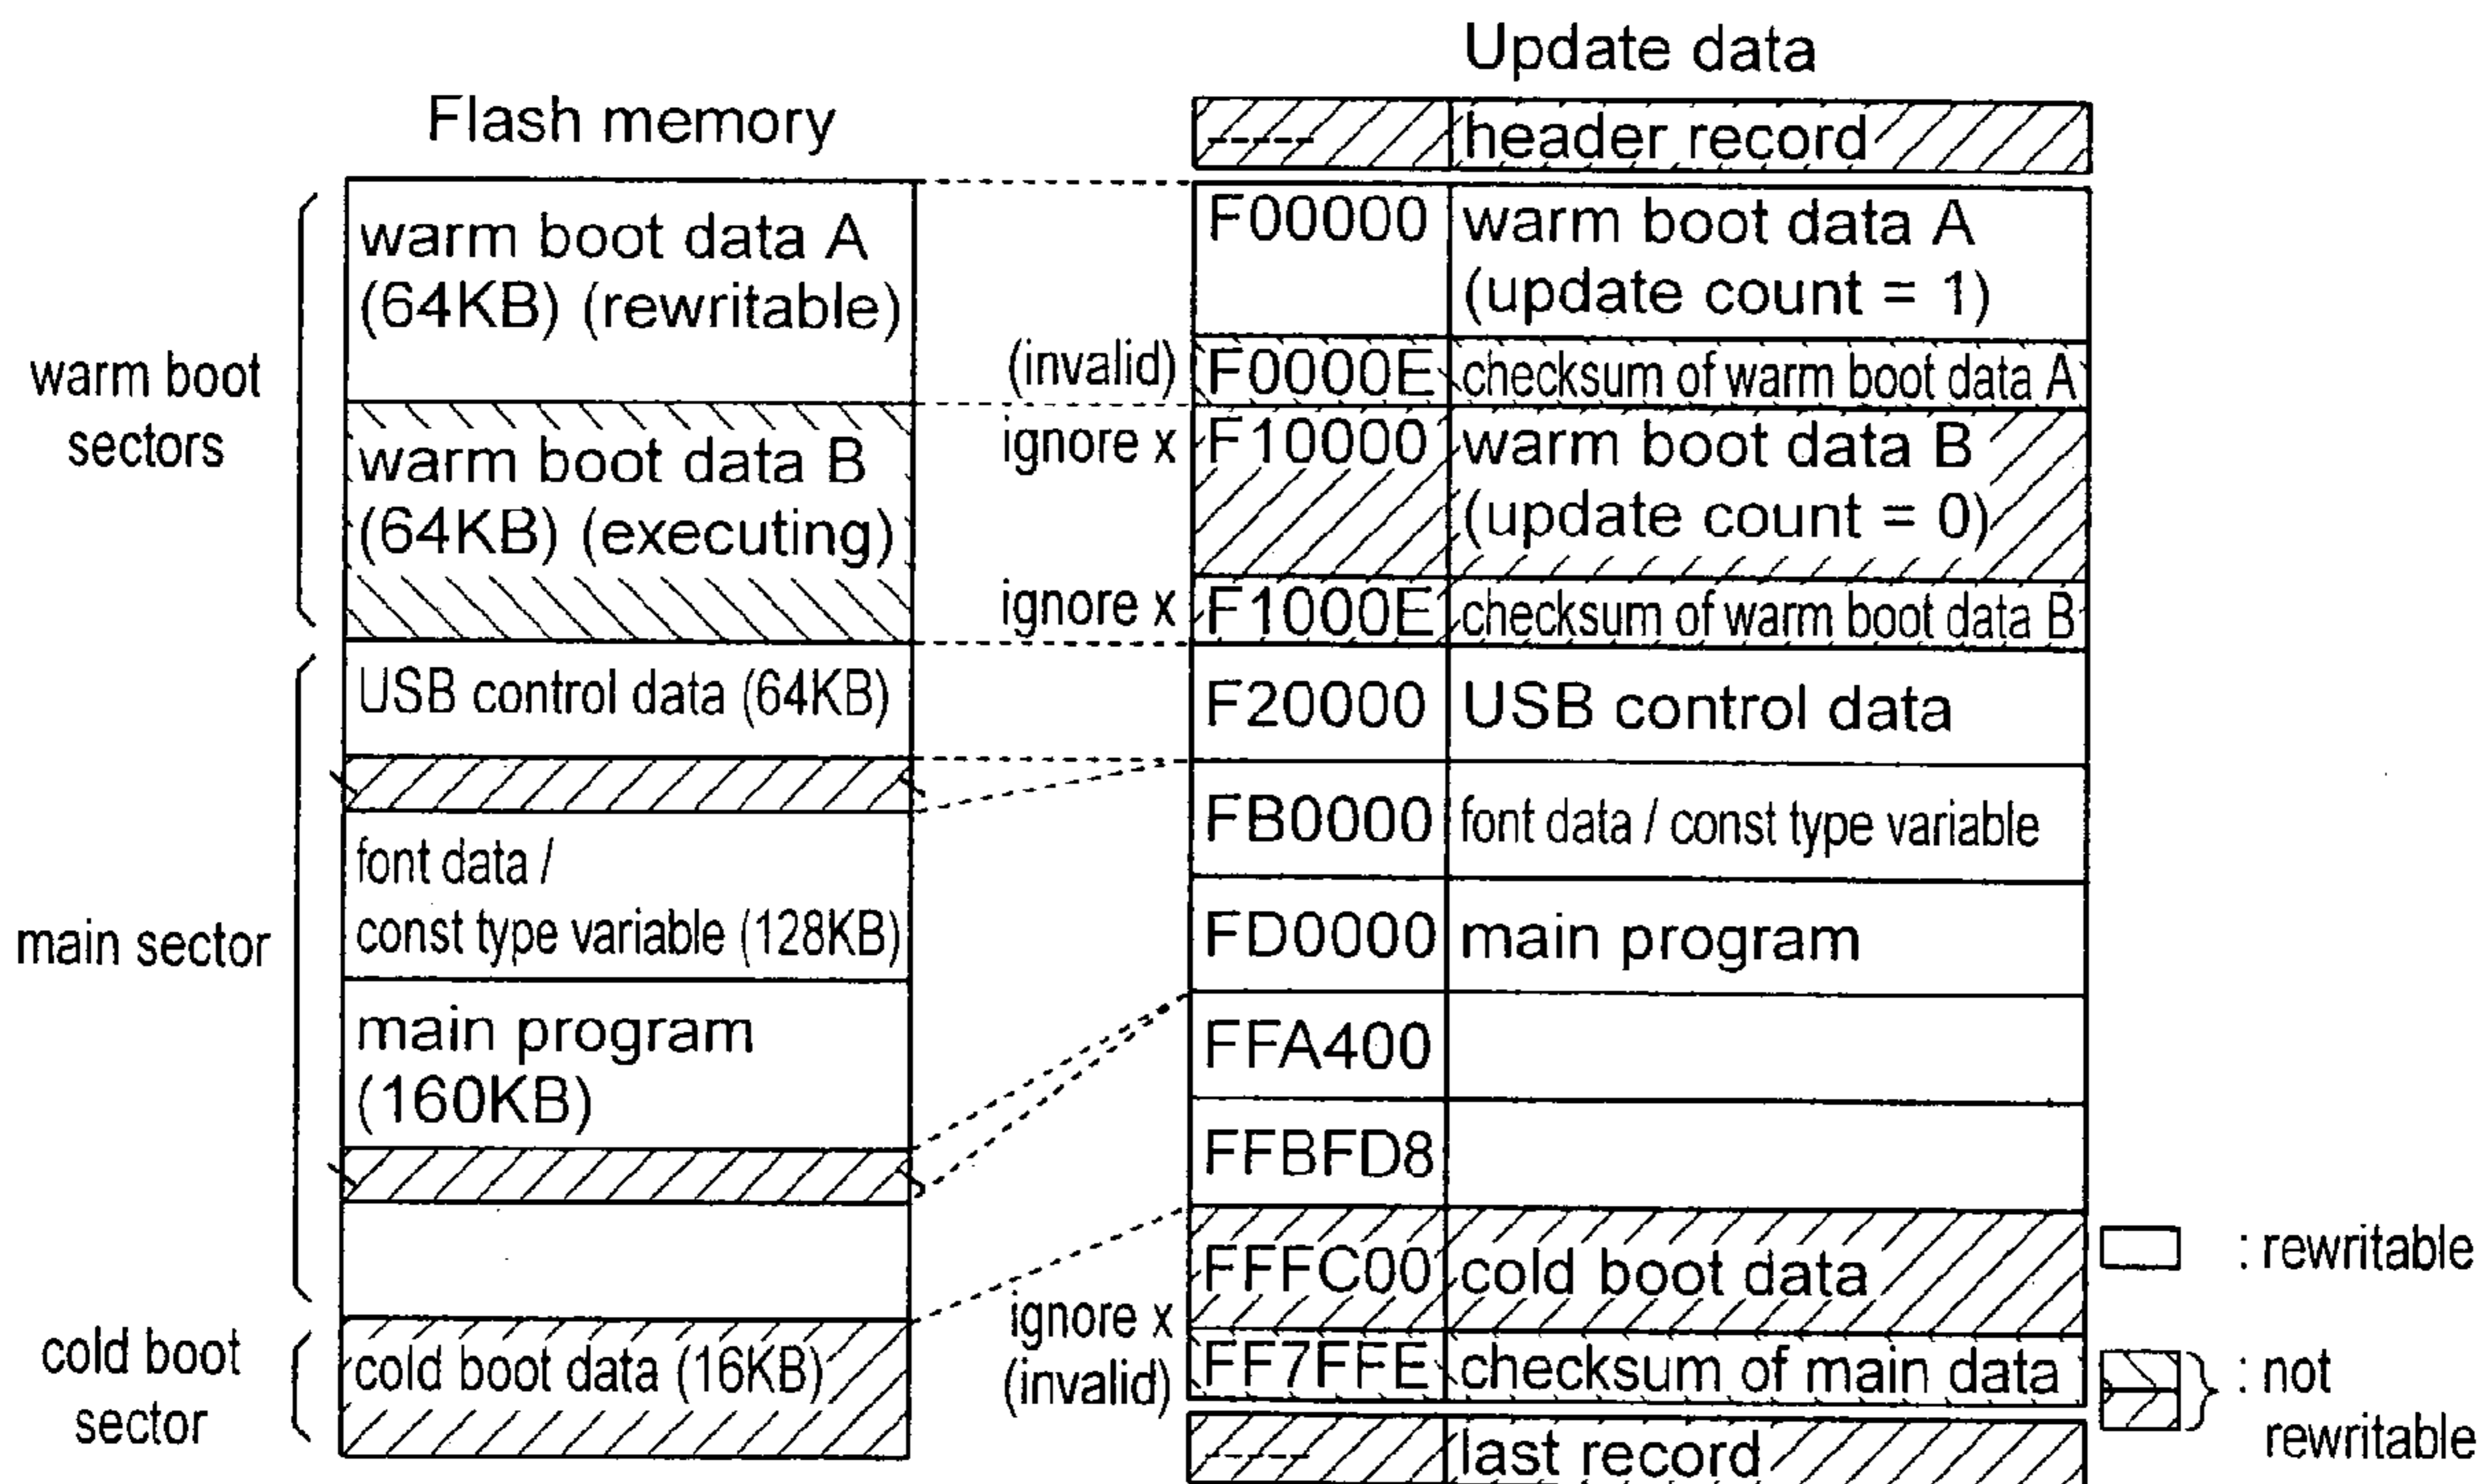 Update data
Flash memory
header record
warm boot
sectors
warm boot data A
(64KB) (rewritable)
warm boot data B
(64KB) (executing)
main sector
USB control data (64KB)
font data /
const type variable (128KB)
main program
(160KB)
cold boot
sector
cold boot data (16KB)
F00000 warm boot data A
(update count = 1)
(invalid) F0000E checksum of warm boot data A
ignore x F10000 warm boot data B
(update count = 0)
ignore x F1000E checksum of warm boot data B
F20000 USB control data
FB0000 font data / const type variable
FD0000 main program
FFA400
FFBFD8
FFFC00 cold boot data
ignore x
(invalid) FF7FFE checksum of main data
last record
: rewritable
: not
rewritable